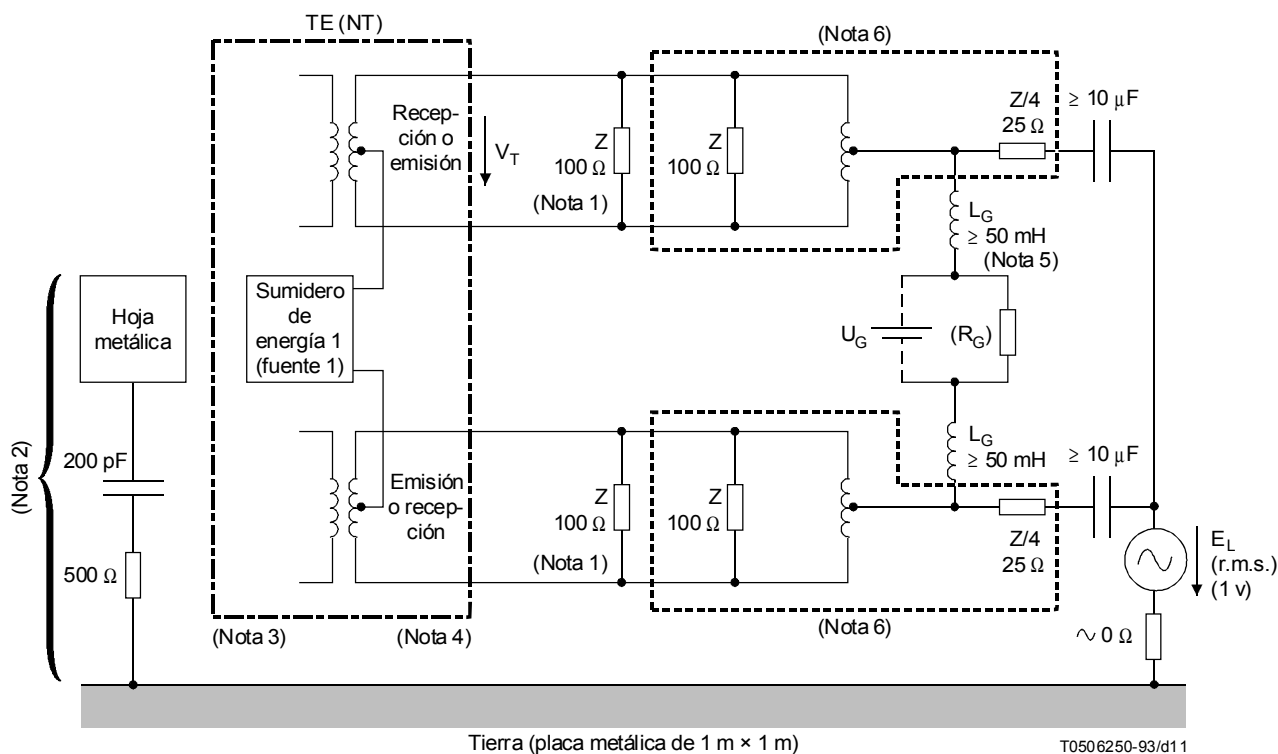 TE (NT)
(Nota 6)
Recep-
ción o
emisión
V_T
Z
100 Ω
(Nota 1)
Z
100 Ω
Z/4
25 Ω
≥ 10 μF
L_G
≥ 50 mH
(Nota 5)
Hoja
metálica
Sumidero
de
energía 1
(fuente 1)
U_G
(R_G)
(Nota 2)
200 pF
500 Ω
Emisión
o recep-
ción
Z
100 Ω
(Nota 1)
Z
100 Ω
L_G
≥ 50 mH
≥ 10 μF
Z/4
25 Ω
E_L
(r.m.s.)
(1 v)
∼ 0 Ω
(Nota 3)
(Nota 4)
(Nota 6)
Tierra (placa metálica de 1 m × 1 m)
T0506250-93/d11